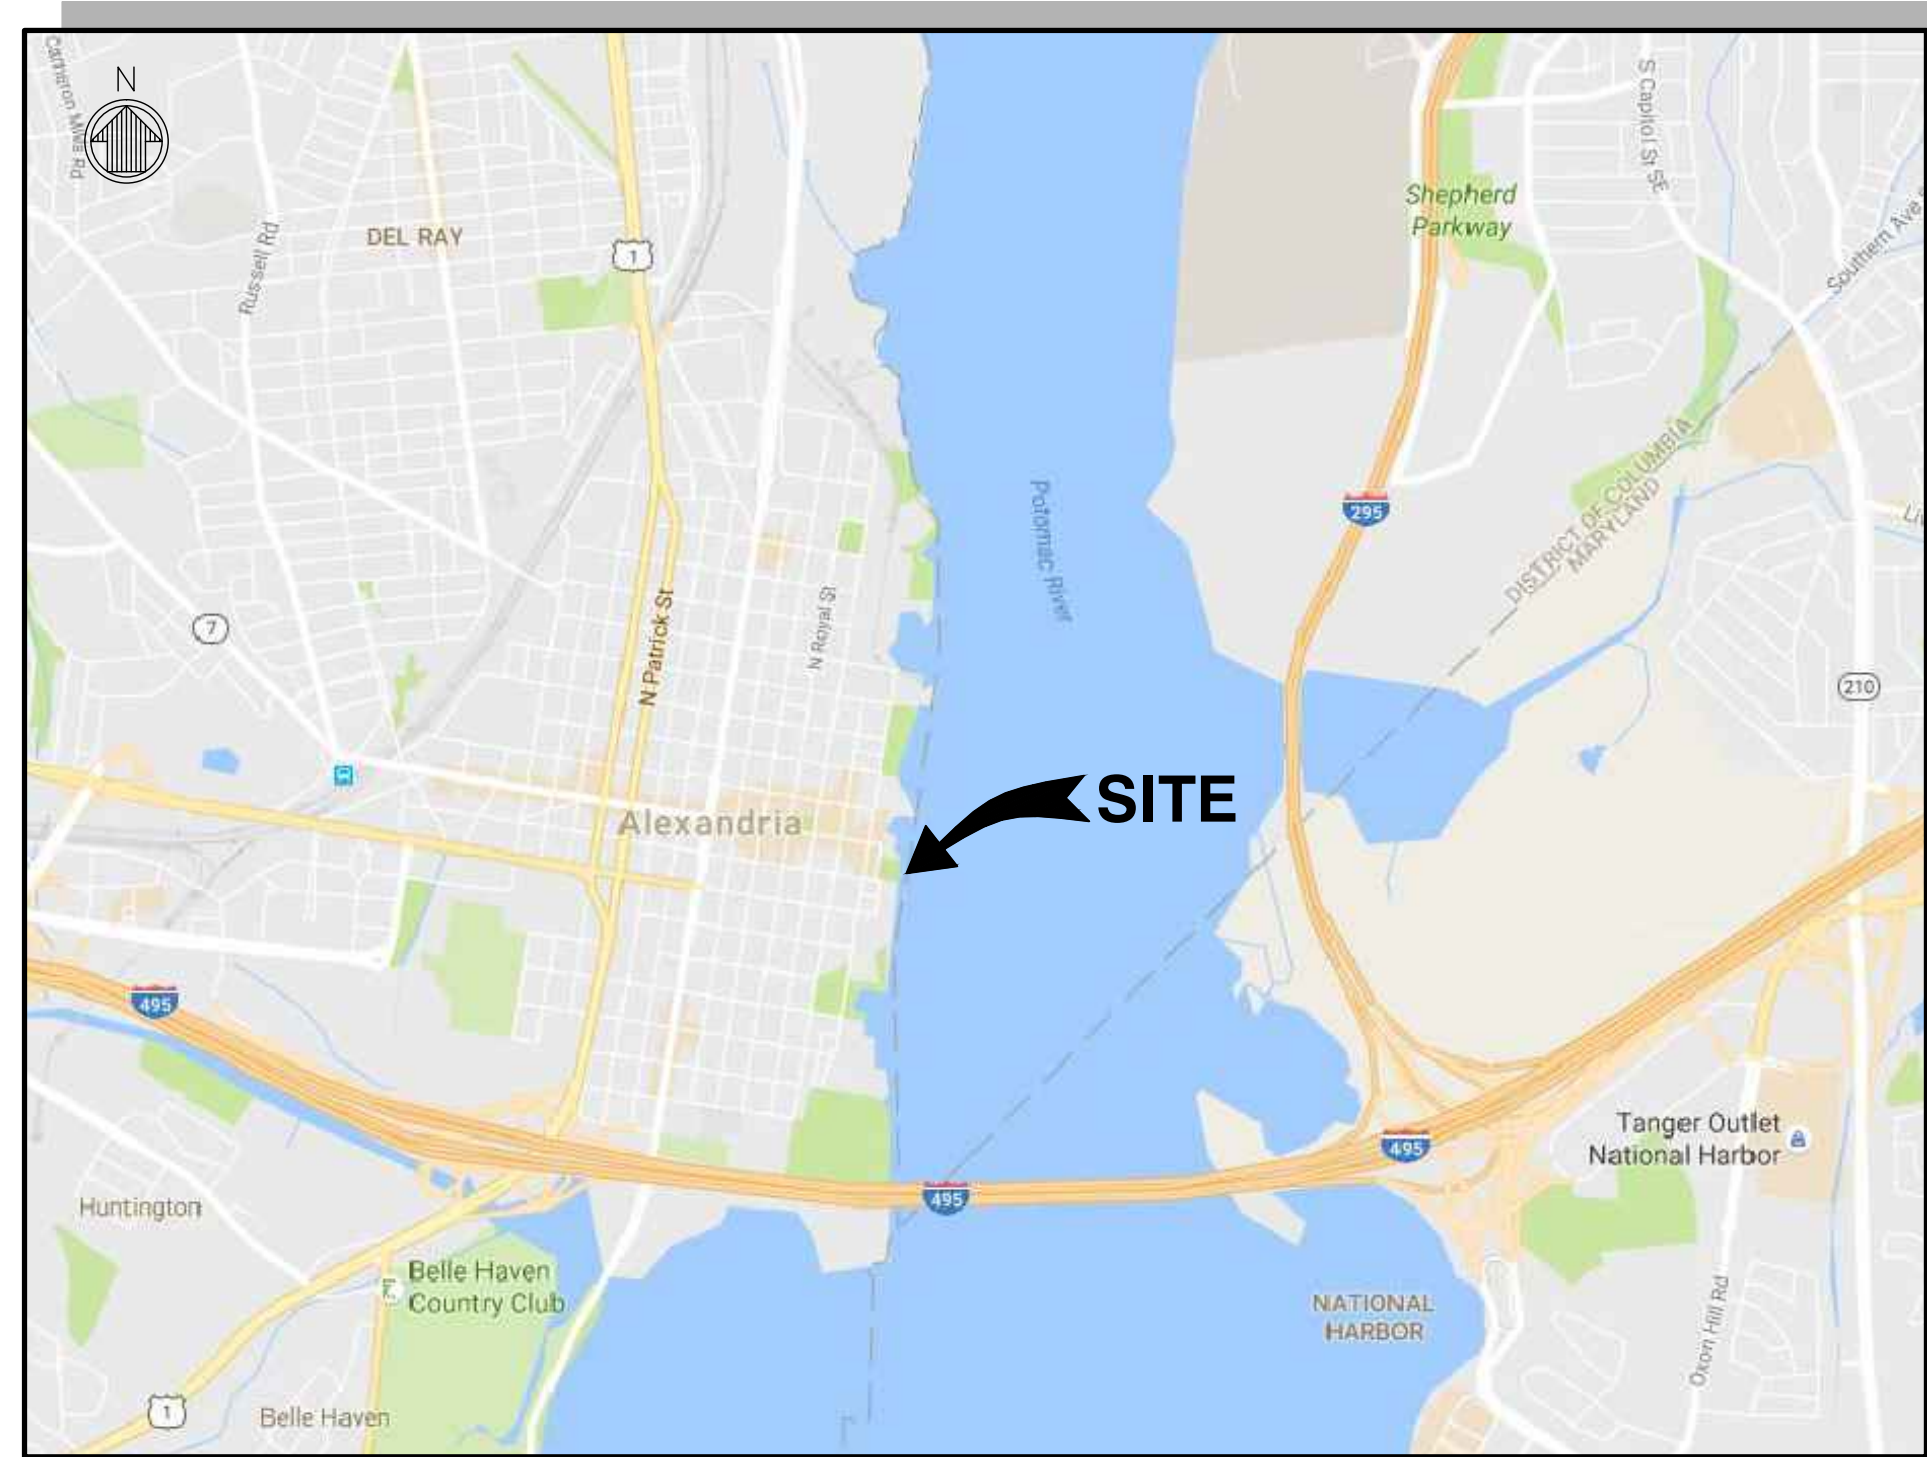 N
Cameron Mills Rd
S Capitol St SE
Shepherd
Parkway
Southern Ave
DEL RAY
Russell Rd
1
DISTRICT OF COLUMBIA
MARYLAND
295
Potomac River
7
N Patrick St
N Royal St
210
SITE
Alexandria
495
Tanger Outlet
National Harbor
495
495
Huntington
Belle Haven
Country Club
NATIONAL
HARBOR
Oxon Hill Rd
1
Belle Haven